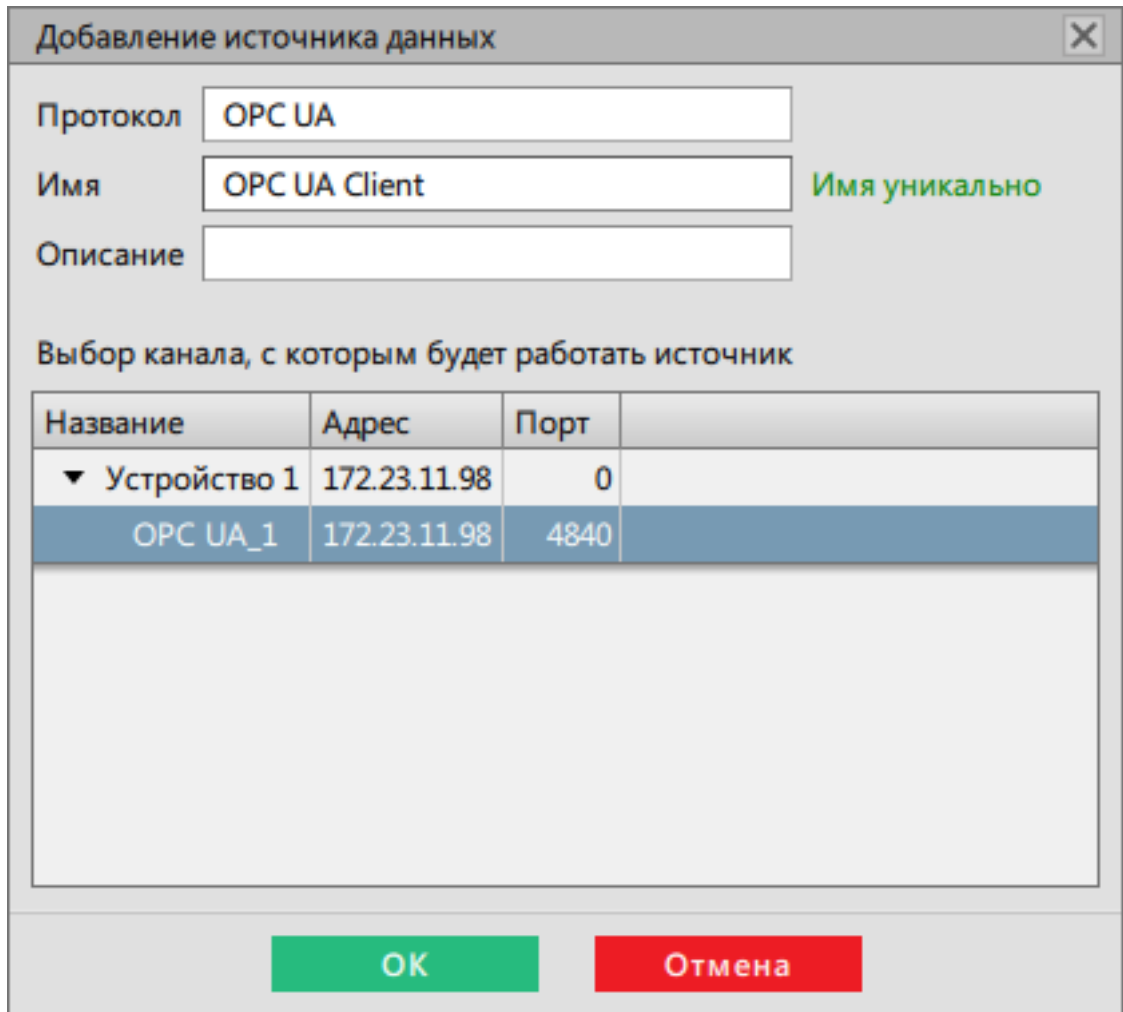 Добавление источника данных
Протокол OPC UA
Имя OPC UA Client Имя уникально
Описание
Выбор канала, с которым будет работать источник
Название Адрес Порт
Устройство 1 172.23.11.98 0
OPC UA_1 172.23.11.98 4840
ОК Отмена